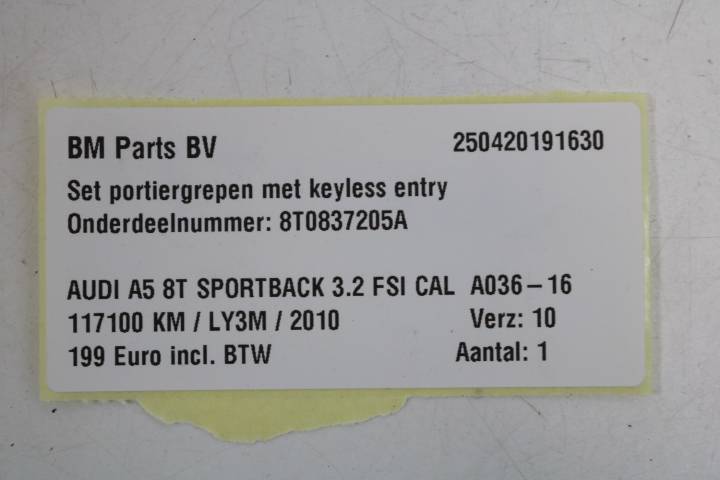 BM Parts BV 250420191630
Set portiergrepen met keyless entry
Onderdeelnummer: 8T0837205A
AUDI A5 8T SPORTBACK 3.2 FSI CAL A036-16
117100 KM / LY3M / 2010 Verz: 10
199 Euro incl. BTW Aantal: 1